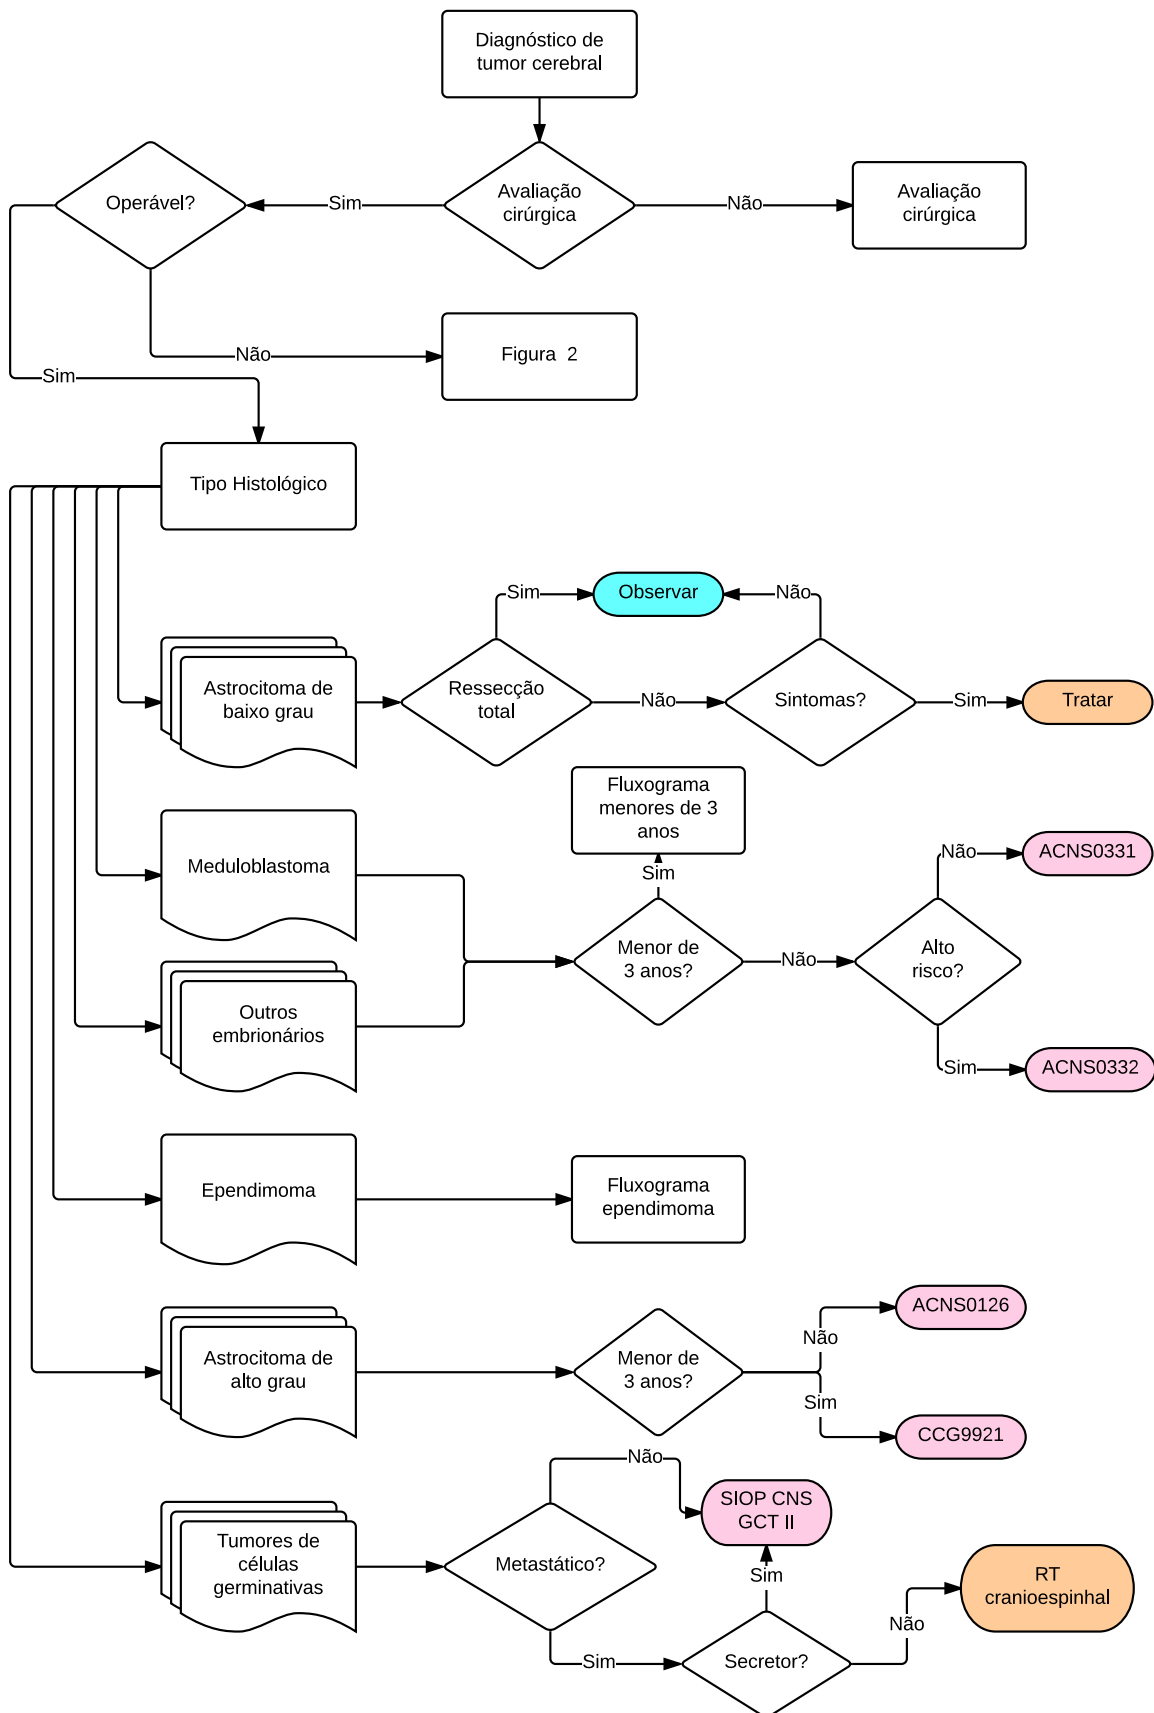 Diagnóstico de
tumor cerebral
Operável?
Sim
Avaliação
cirúrgica
Não
Avaliação
cirúrgica
Não
Figura  2
Sim
Tipo Histológico
Sim
Observar
Não
Astrocitoma de
baixo grau
Ressecção
total
Não
Sintomas?
Sim
Tratar
Fluxograma
menores de 3
anos
Meduloblastoma
Sim
Não
ACNS0331
Menor de
3 anos?
Não
Alto
risco?
Outros
embrionários
Sim
ACNS0332
Ependimoma
Fluxograma
ependimoma
ACNS0126
Não
Astrocitoma de
alto grau
Menor de
3 anos?
Sim
CCG9921
Não
SIOP CNS
GCT II
Tumores de
células
germinativas
Metastático?
Sim
RT
cranioespinhal
Não
Sim
Secretor?